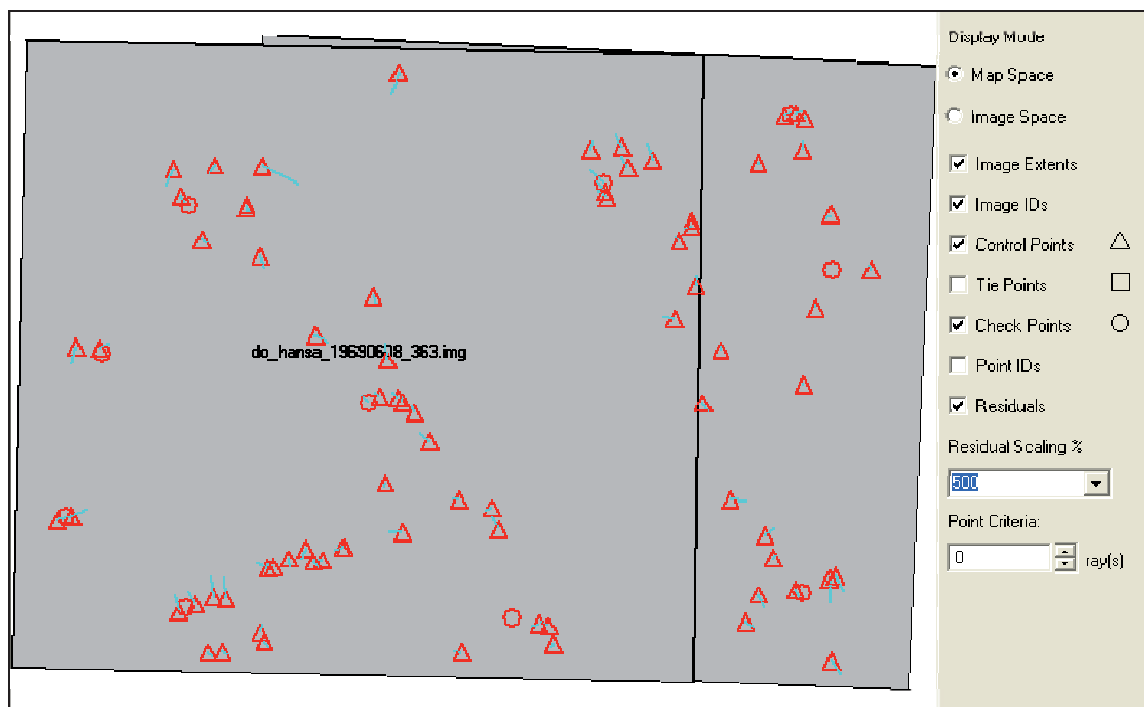 Display Mode
Map Space
Image Space
Image Extents
Image IDs
Control Points
Tie Points
Check Points
Point IDs
Residuals
Residual Scaling %
500
Point Criteria:
0 ray(s)
do_hansa_19690618_363.img